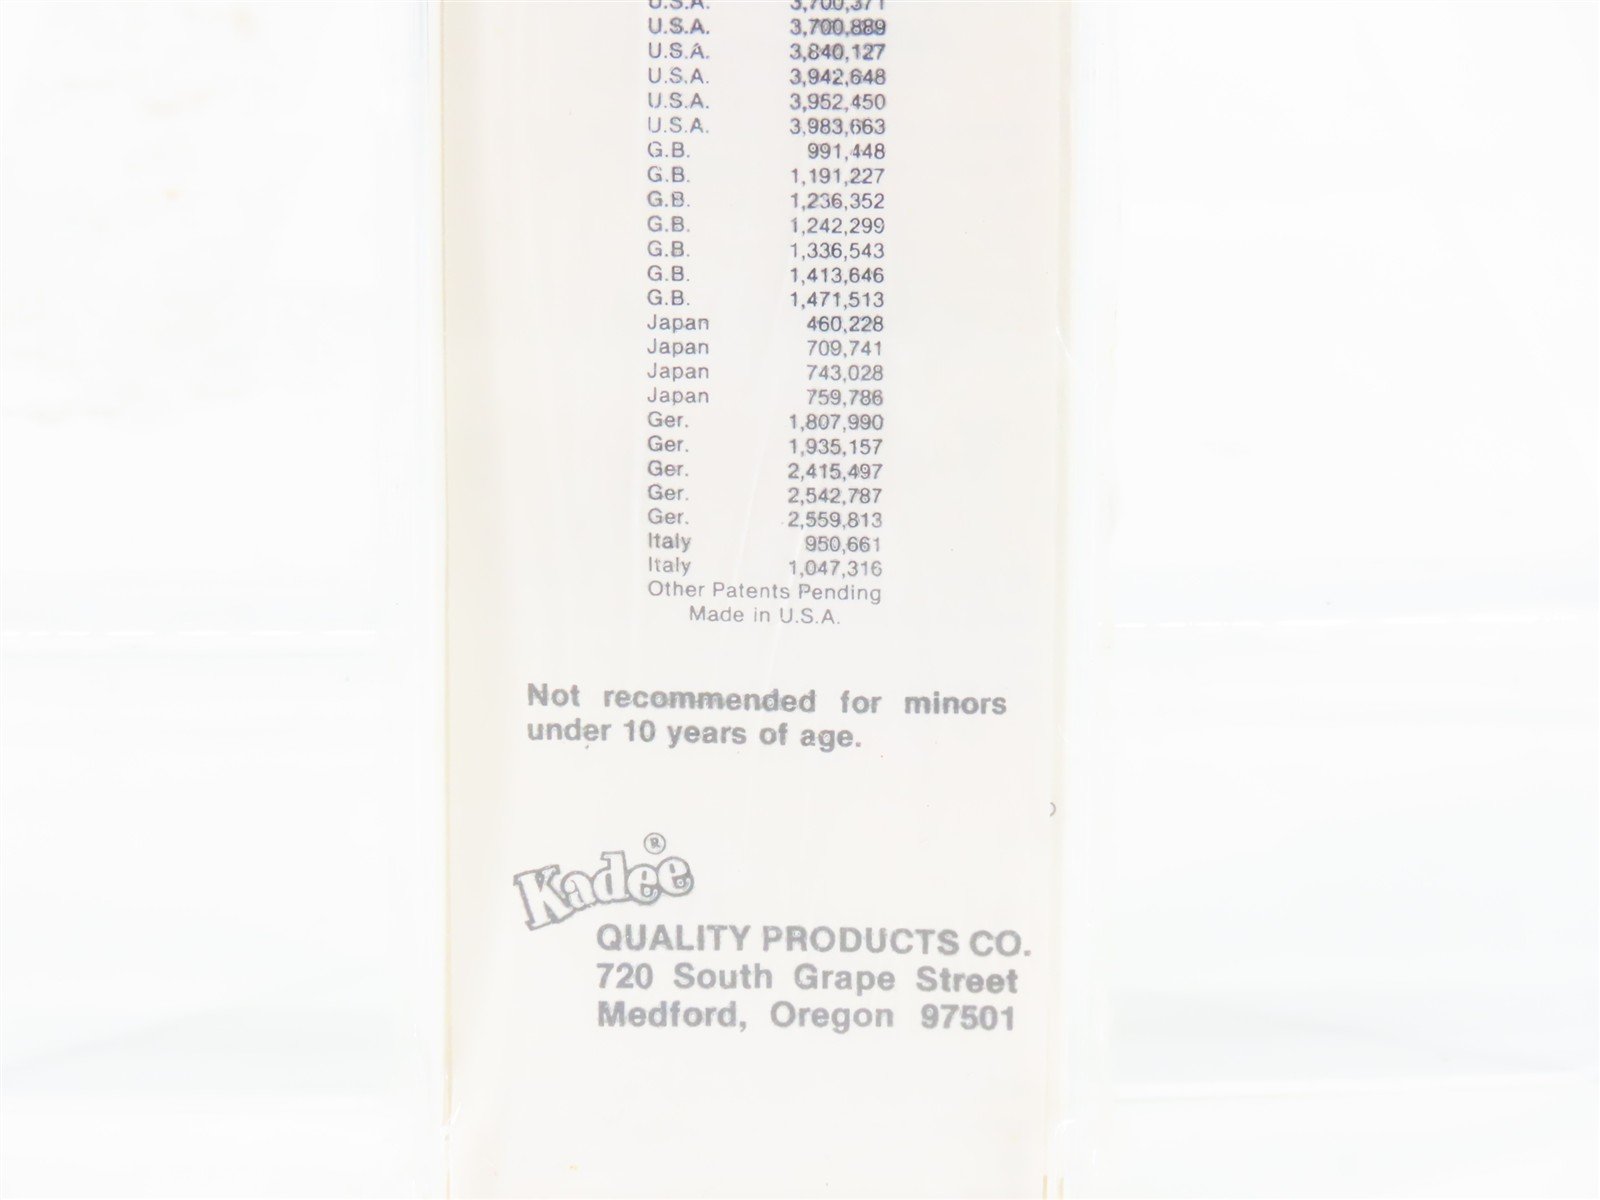 U.S.A. 3,700,371
U.S.A. 3,700,889
U.S.A. 3,840,127
U.S.A. 3,942,648
U.S.A. 3,952,450
U.S.A. 3,983,663
G.B. 991,448
G.B. 1,191,227
G.B. 1,236,352
G.B. 1,242,299
G.B. 1,336,543
G.B. 1,413,646
G.B. 1,471,513
Japan 460,228
Japan 709,741
Japan 743,028
Japan 759,786
Ger. 1,807,990
Ger. 1,935,157
Ger. 2,415,497
Ger. 2,542,787
Ger. 2,559,813
Italy 950,661
Italy 1,047,316
Other Patents Pending
Made in U.S.A.
Not recommended for minors
under 10 years of age.
Kadee®
QUALITY PRODUCTS CO.
720 South Grape Street
Medford, Oregon 97501